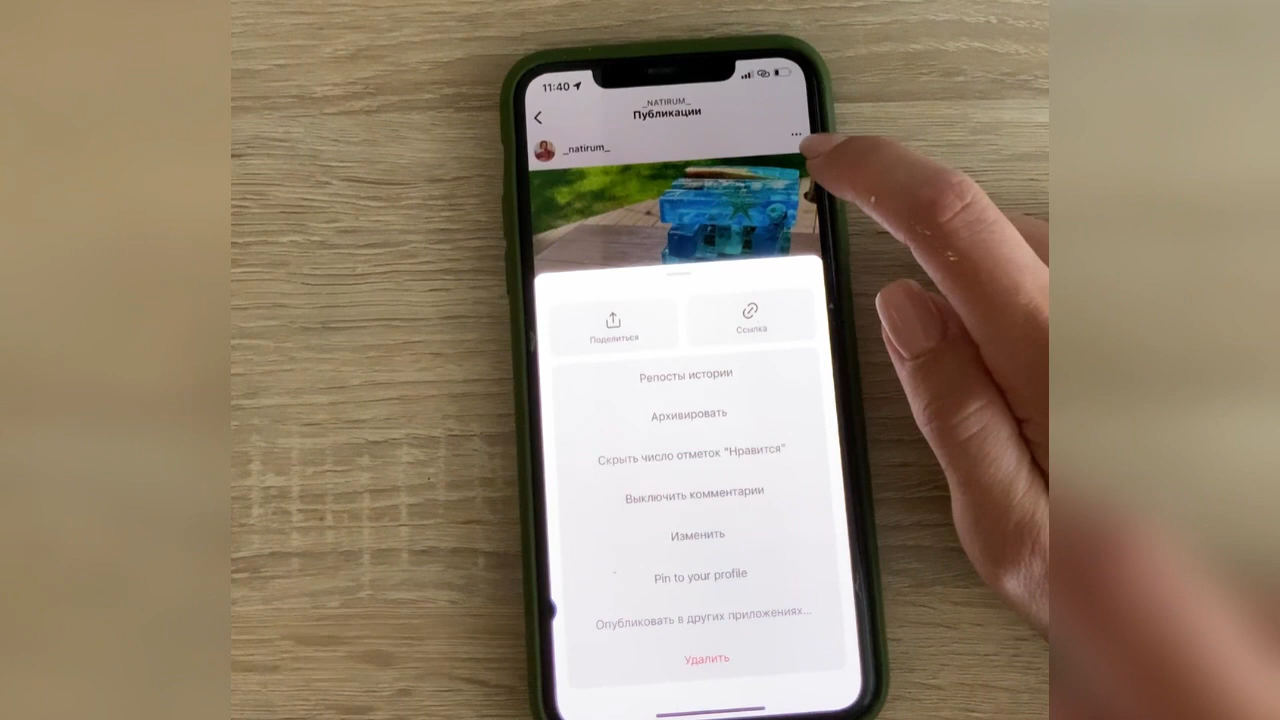 11:40
_NATIRUM_
Публикации
_natirum_
Поделиться
Ссылка
Репосты истории
Архивировать
Скрыть число отметок "Нравится"
Выключить комментарии
Изменить
Pin to your profile
Опубликовать в других приложениях...
Удалить